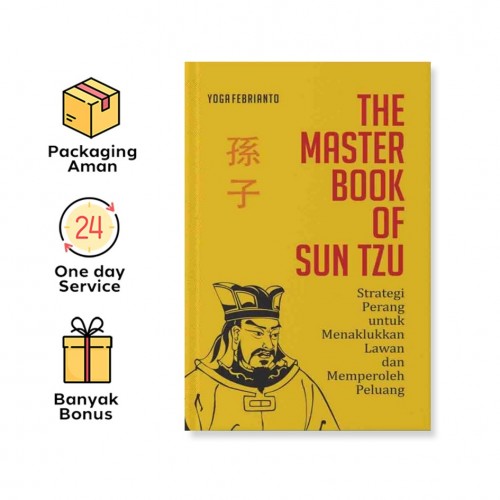 Packaging
Aman
24
One day
Service
Banyak
Bonus
YOGA FEBRIANTO
孫
子
THE
MASTER
BOOK
OF
SUN TZU
Strategi
Perang
untuk
Menaklukkan
Lawan
dan
Memperoleh
Peluang